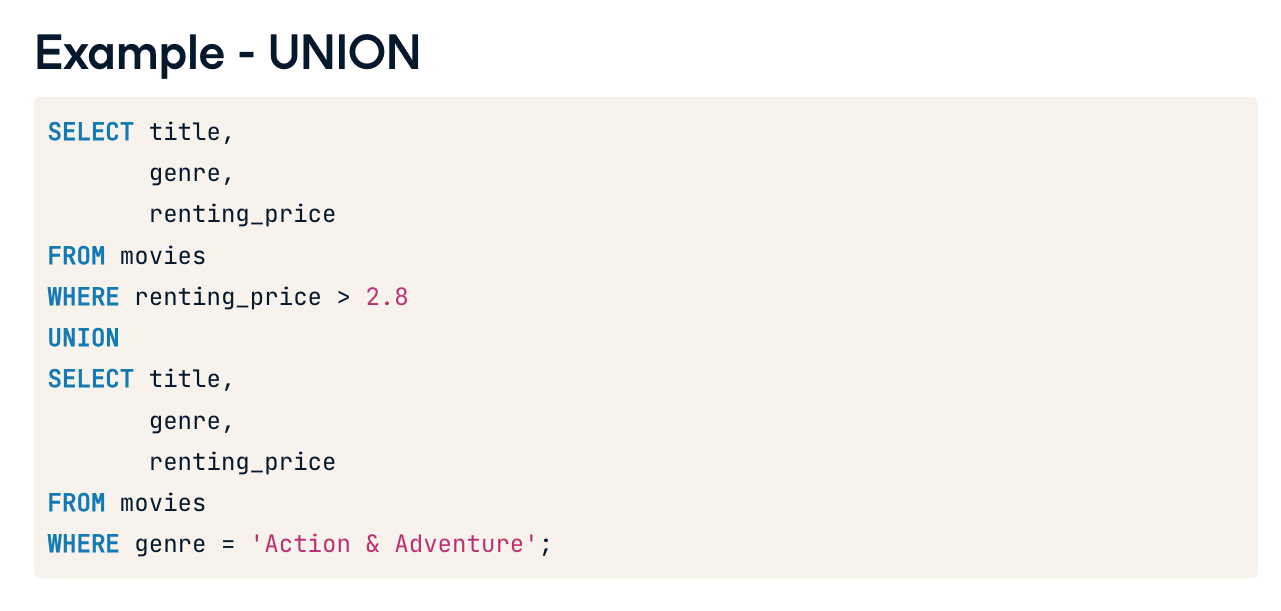 Example - UNION
SELECT title,
       genre,
       renting_price
FROM movies
WHERE renting_price > 2.8
UNION
SELECT title,
       genre,
       renting_price
FROM movies
WHERE genre = 'Action & Adventure';